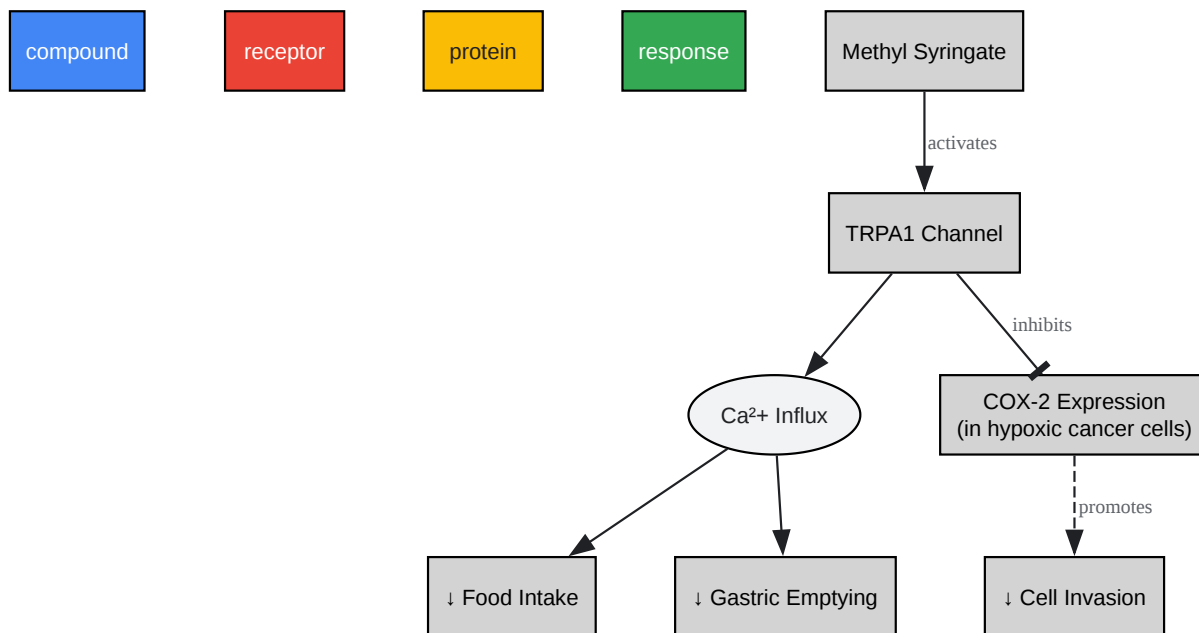 compound
receptor
protein
response
Methyl Syringate
activates
TRPA1 Channel
inhibits
Ca²+ Influx
COX-2 Expression
(in hypoxic cancer cells)
promotes
↓ Food Intake
↓ Gastric Emptying
↓ Cell Invasion